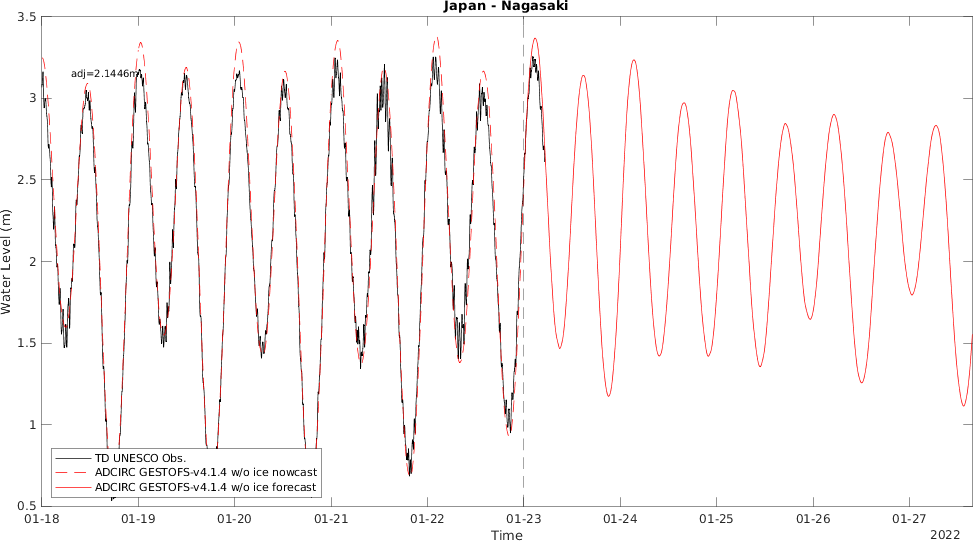 Japan - Nagasaki
3.5
adj=2.1446m
3
2.5
Water Level (m)
2
1.5
1
TD UNESCO Obs.
ADCIRC GESTOFS-v4.1.4 w/o ice nowcast
ADCIRC GESTOFS-v4.1.4 w/o ice forecast
0.5
01-18 01-19 01-20 01-21 01-22 01-23 01-24 01-25 01-26 01-27
Time
2022